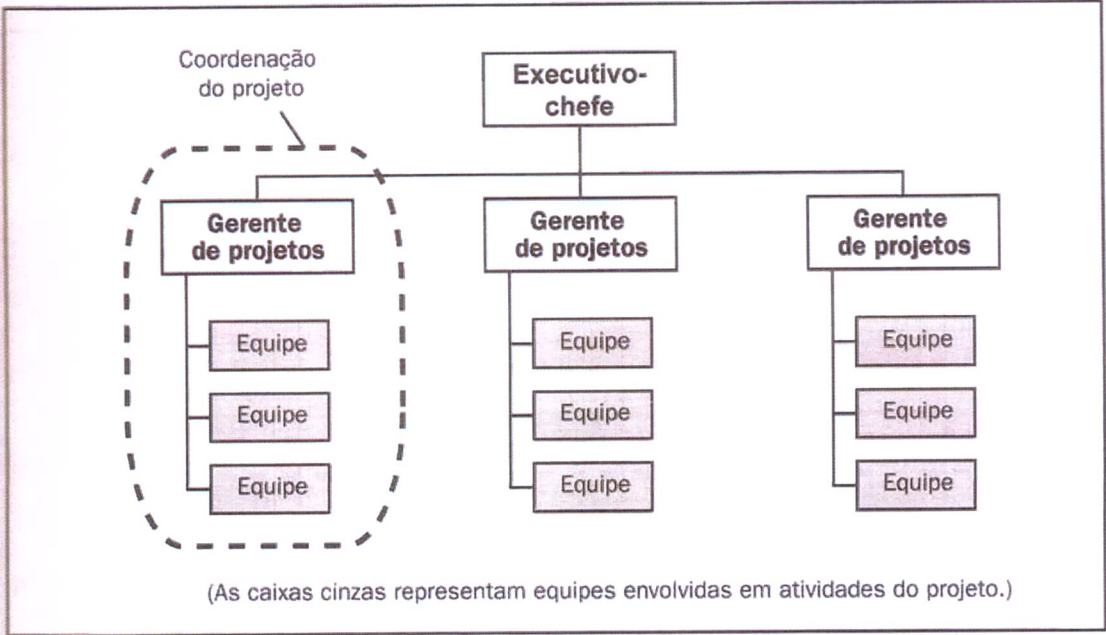 Coordenação
do projeto
Executivo-
chefe
Gerente
de projetos
Gerente
de projetos
Gerente
de projetos
Equipe
Equipe
Equipe
Equipe
Equipe
Equipe
Equipe
Equipe
Equipe
(As caixas cinzas representam equipes envolvidas em atividades do projeto.)